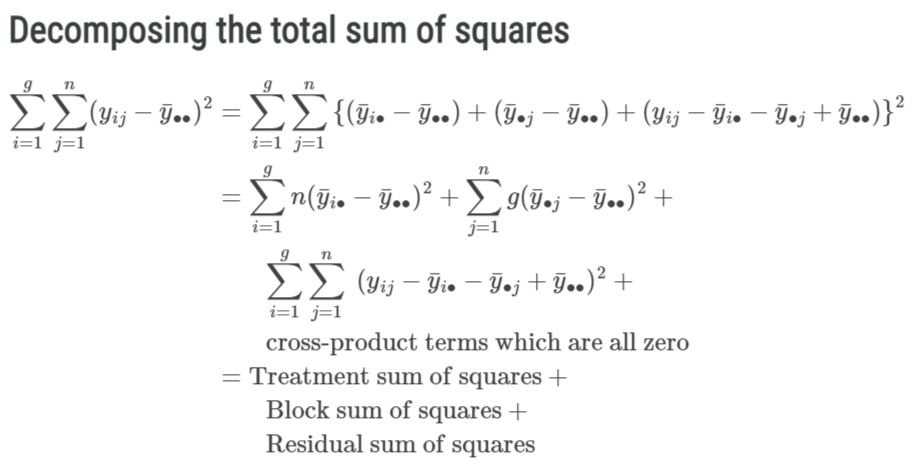 Decomposing the total sum of squares
$\sum_{i=1}^{g}\sum_{j=1}^{n}(y_{ij} - \bar{y}_{\bullet\bullet})^2 = \sum_{i=1}^{g}\sum_{j=1}^{n}\{(\bar{y}_{i\bullet} - \bar{y}_{\bullet\bullet}) + (\bar{y}_{\bullet j} - \bar{y}_{\bullet\bullet}) + (y_{ij} - \bar{y}_{i\bullet} - \bar{y}_{\bullet j} + \bar{y}_{\bullet\bullet})\}^2$
$= \sum_{i=1}^{g} n(\bar{y}_{i\bullet} - \bar{y}_{\bullet\bullet})^2 + \sum_{j=1}^{n} g(\bar{y}_{\bullet j} - \bar{y}_{\bullet\bullet})^2 +$
$\sum_{i=1}^{g}\sum_{j=1}^{n} (y_{ij} - \bar{y}_{i\bullet} - \bar{y}_{\bullet j} + \bar{y}_{\bullet\bullet})^2 +$
cross-product terms which are all zero
= Treatment sum of squares +
Block sum of squares +
Residual sum of squares